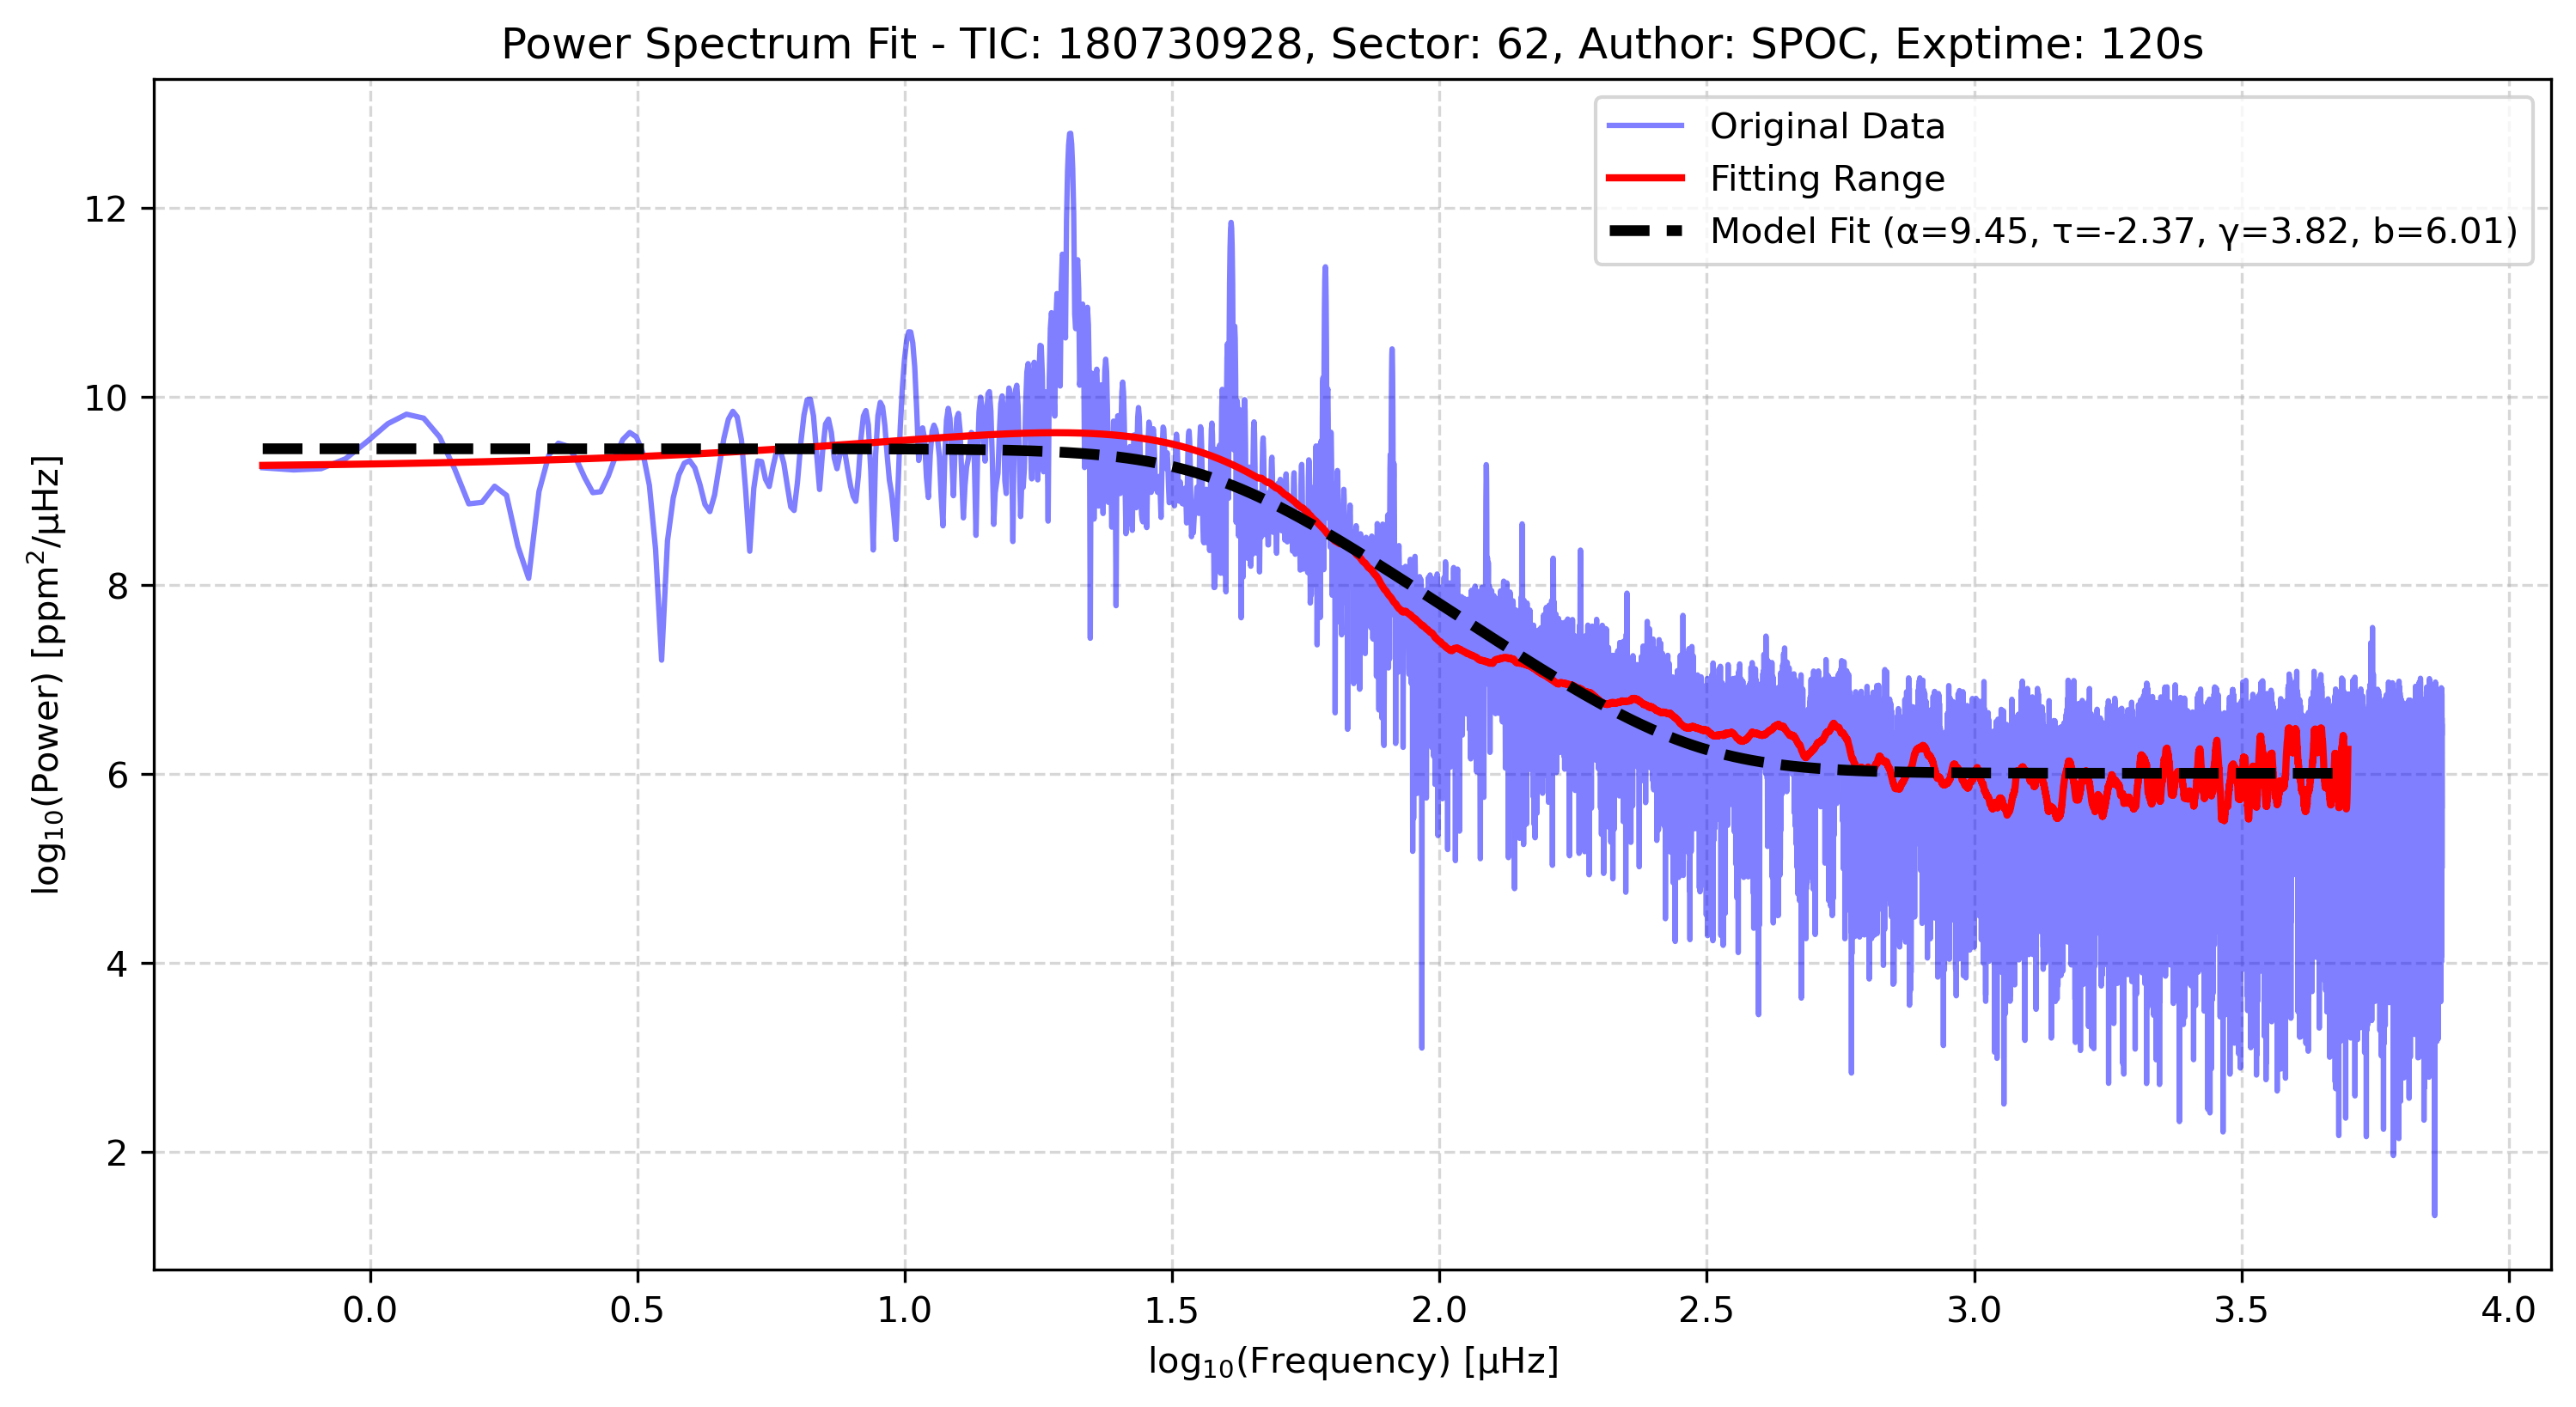 Power Spectrum Fit - TIC: 180730928, Sector: 62, Author: SPOC, Exptime: 120s
Original Data
Fitting Range
Model Fit (α=9.45, τ=-2.37, γ=3.82, b=6.01)
log₁₀(Power) [ppm²/μHz]
12
10
8
6
4
2
0.0 0.5 1.0 1.5 2.0 2.5 3.0 3.5 4.0
log₁₀(Frequency) [μHz]